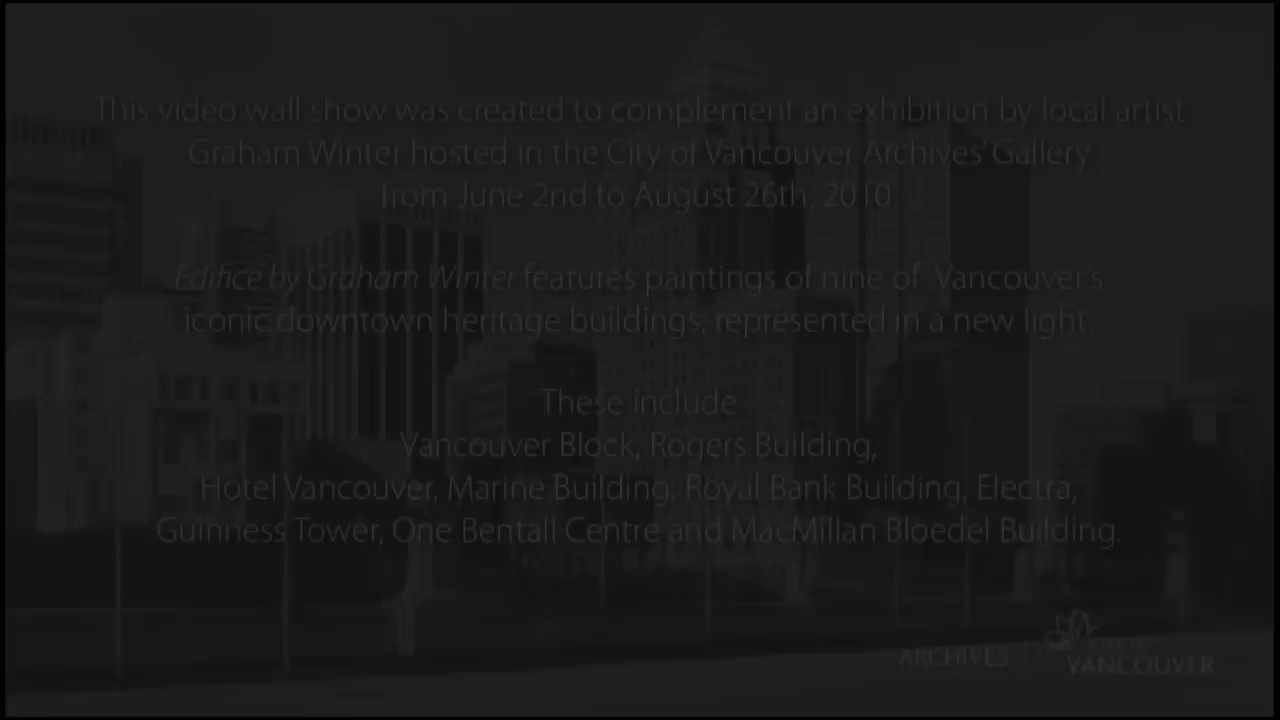 This video wall show was created to complement an exhibition by local artist
Graham Winter hosted in the City of Vancouver Archives' Gallery
from June 2nd to August 26th, 2010.
Edifice by Graham Winter features paintings of nine of Vancouver's
iconic downtown heritage buildings, represented in a new light.
These include
Vancouver Block, Rogers Building,
Hotel Vancouver, Marine Building, Royal Bank Building, Electra,
Guinness Tower, One Bentall Centre and MacMillan Bloedel Building.
ARCHIVES
CITY OF
VANCOUVER